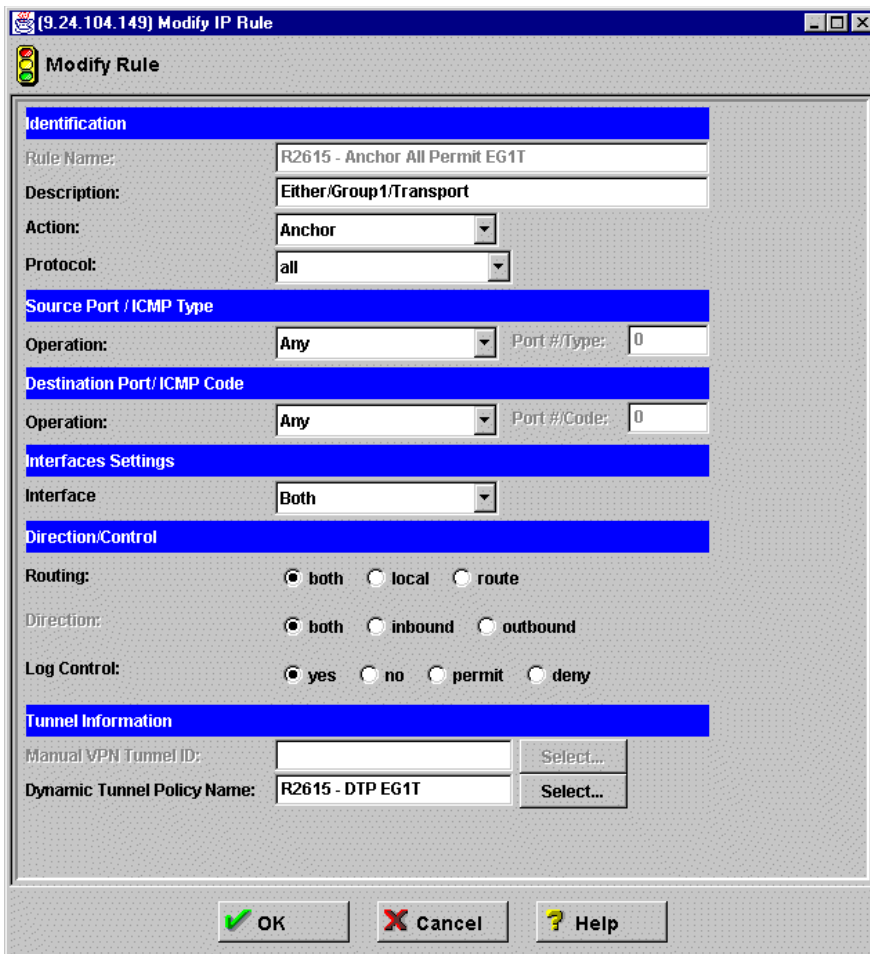 (9.24.104.149) Modify IP Rule
Modify Rule
Identification
Rule Name: R2615 - Anchor All Permit EG1T
Description: Either/Group1/Transport
Action: Anchor
Protocol: all
Source Port / ICMP Type
Operation: Any Port #/Type: 0
Destination Port/ ICMP Code
Operation: Any Port #/Code: 0
Interfaces Settings
Interface Both
Direction/Control
Routing: both local route
Direction: both inbound outbound
Log Control: yes no permit deny
Tunnel Information
Manual VPN Tunnel ID: Select...
Dynamic Tunnel Policy Name: R2615 - DTP EG1T Select...
OK Cancel Help